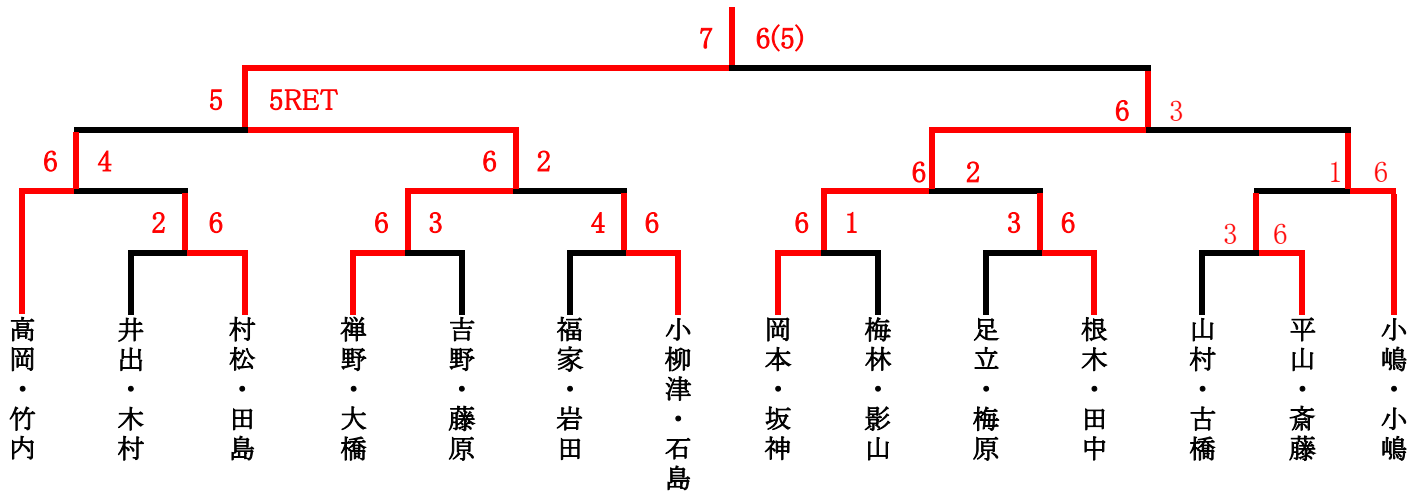 7 6(5)
5 5RET
6 3
6 4
6 2
6 2
1 6
2 6
6 3
4 6
6 1
3 6
3 6
高岡・竹内
井出・木村
村松・田島
禅野・大橋
吉野・藤原
福家・岩田
小柳津・石島
岡本・坂神
梅林・影山
足立・梅原
根木・田中
山村・古橋
平山・斎藤
小嶋・小嶋